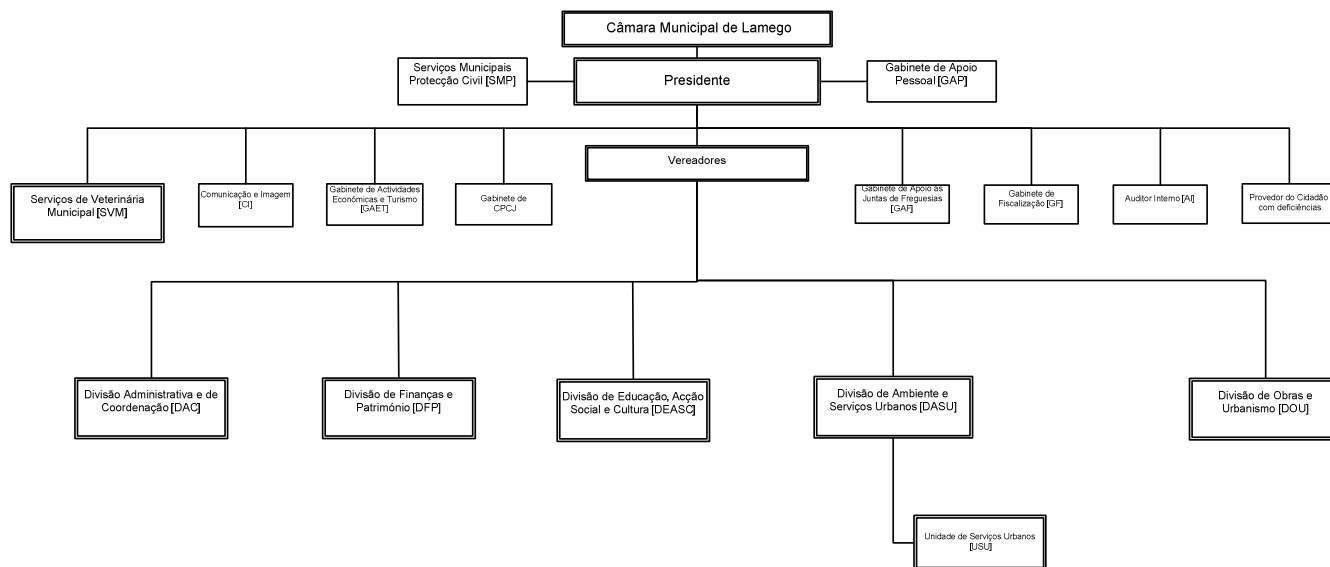 Câmara Municipal de Lamego
Serviços Municipais
Protecção Civil [SMP]
Presidente
Gabinete de Apoio
Pessoal [GAP]
Vereadores
Serviços de Veterinária
Municipal [SVM]
Comunicação e Imagem
[CI]
Gabinete de Actividades
Económicas e Turismo
[GAET]
Gabinete de
CPCJ
Gabinete de Apoio às
Juntas de Freguesias
[GAF]
Gabinete de
Fiscalização [GF]
Auditor Interno [AI]
Provedor do Cidadão
com deficiências
Divisão Administrativa e de
Coordenação [DAC]
Divisão de Finanças e
Património [DFP]
Divisão de Educação, Acção
Social e Cultura [DEASC]
Divisão de Ambiente e
Serviços Urbanos [DASU]
Divisão de Obras e
Urbanismo [DOU]
Unidade de Serviços Urbanos
[USU]